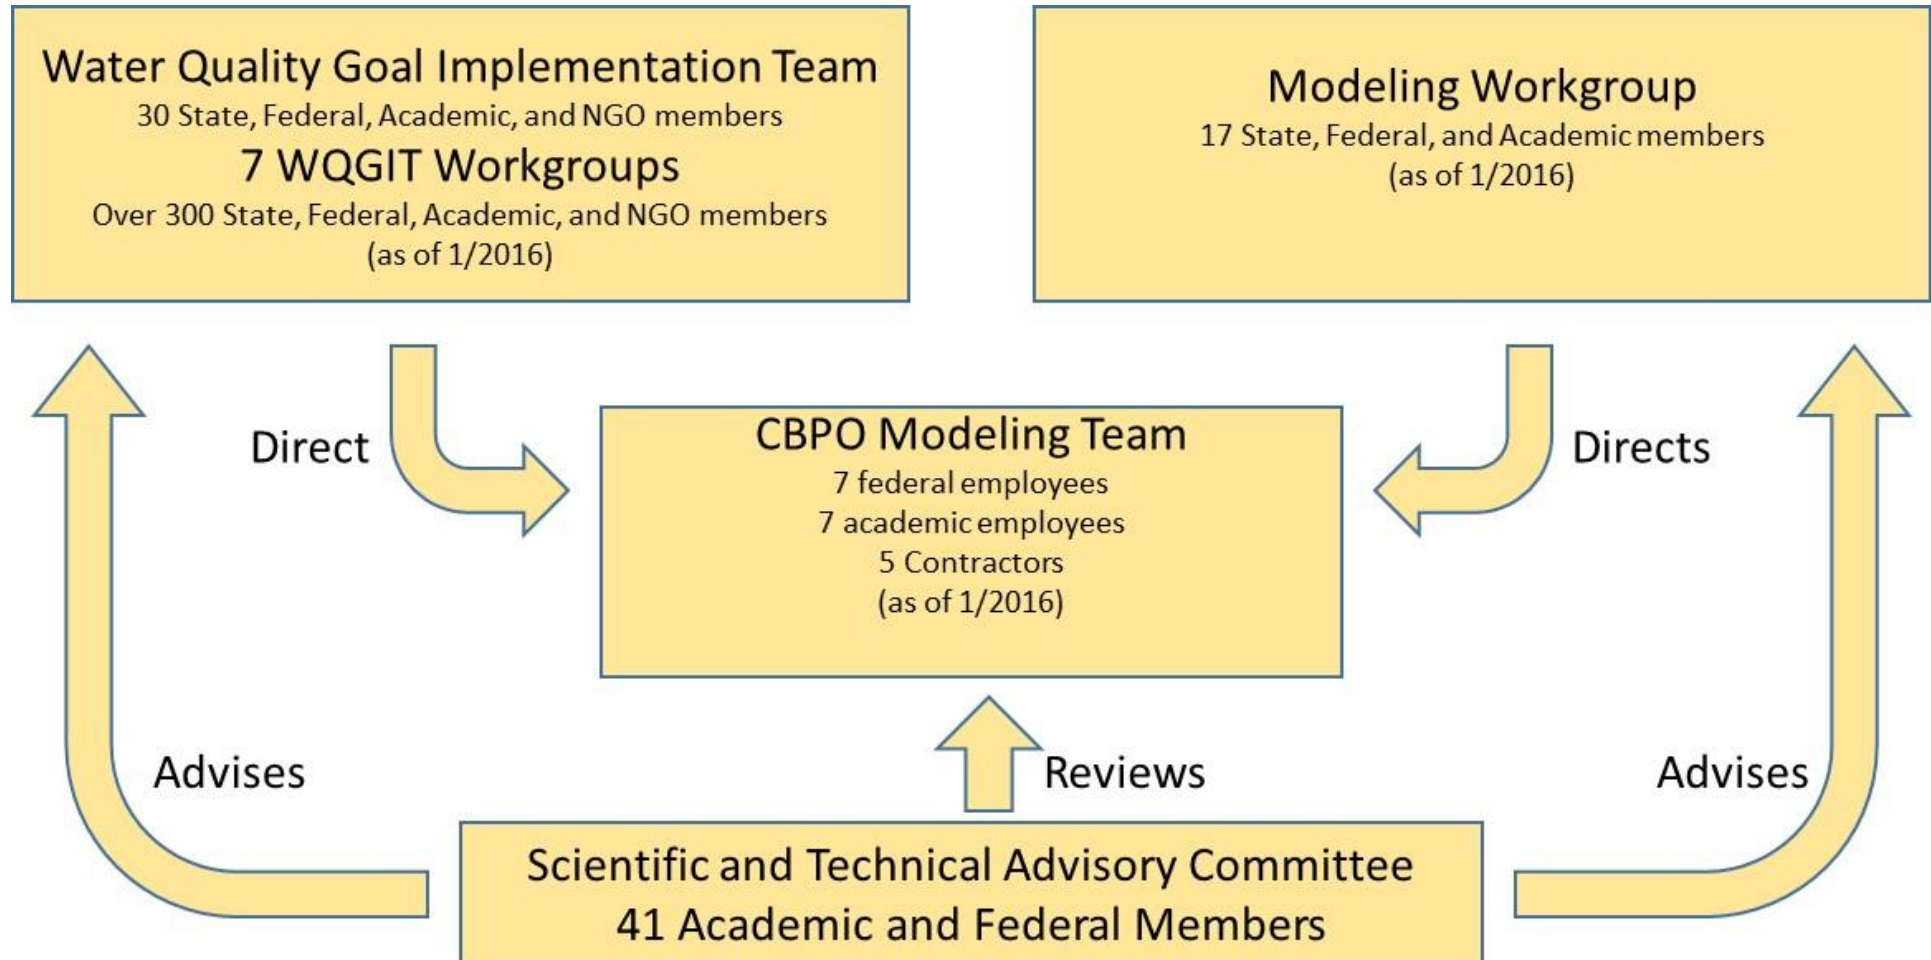 Water Quality Goal Implementation Team
30 State, Federal, Academic, and NGO members
7 WQGIT Workgroups
Over 300 State, Federal, Academic, and NGO members
(as of 1/2016)
Modeling Workgroup
17 State, Federal, and Academic members
(as of 1/2016)
Direct
CBPO Modeling Team
7 federal employees
7 academic employees
5 Contractors
(as of 1/2016)
Directs
Advises
Reviews
Advises
Scientific and Technical Advisory Committee
41 Academic and Federal Members